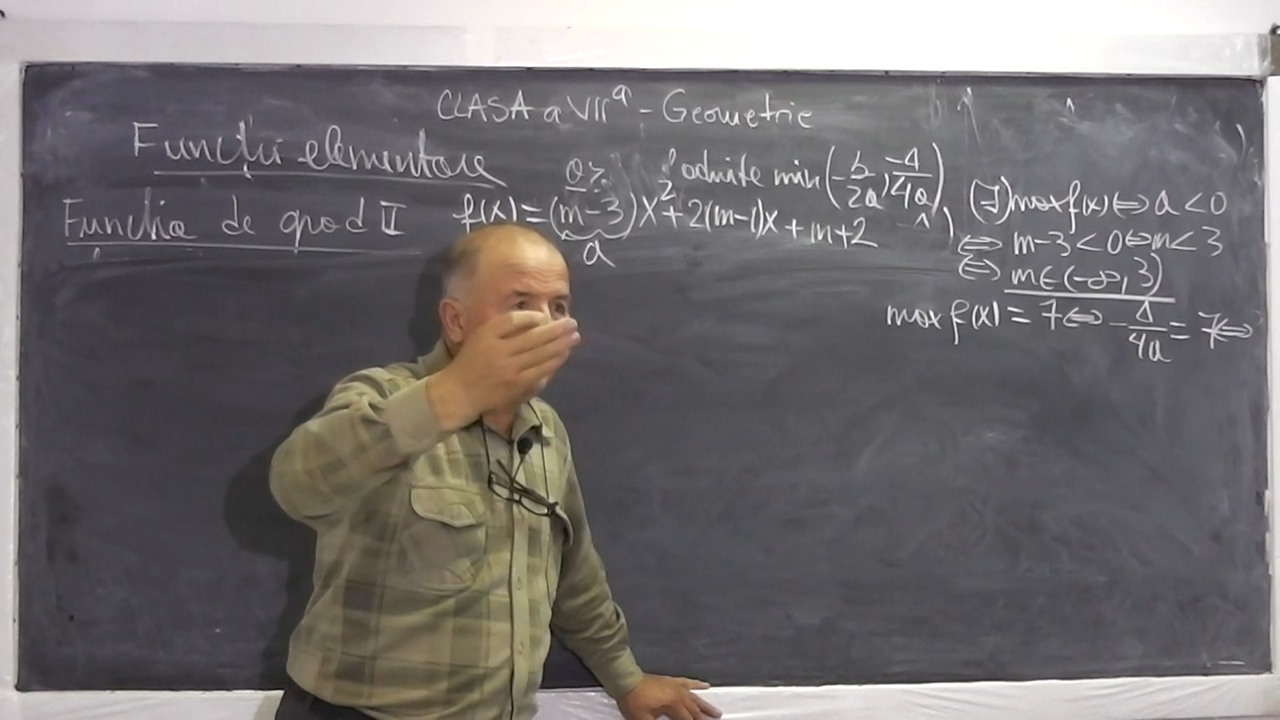 CLASA a VII a - Geometrie
Funcții elementare
Funcția de grad II
a>
f admite min (-b/2a, -Δ/4a)
f(x) = (m-3)x² + 2(m-1)x + m+2
a
(∃) max f(x) ⇔ a < 0
⇔ m-3 < 0 ⇔ m < 3
⇔ m ∈ (-∞, 3)
max f(x) = 7 ⇔ -Δ/4a = 7 ⇔